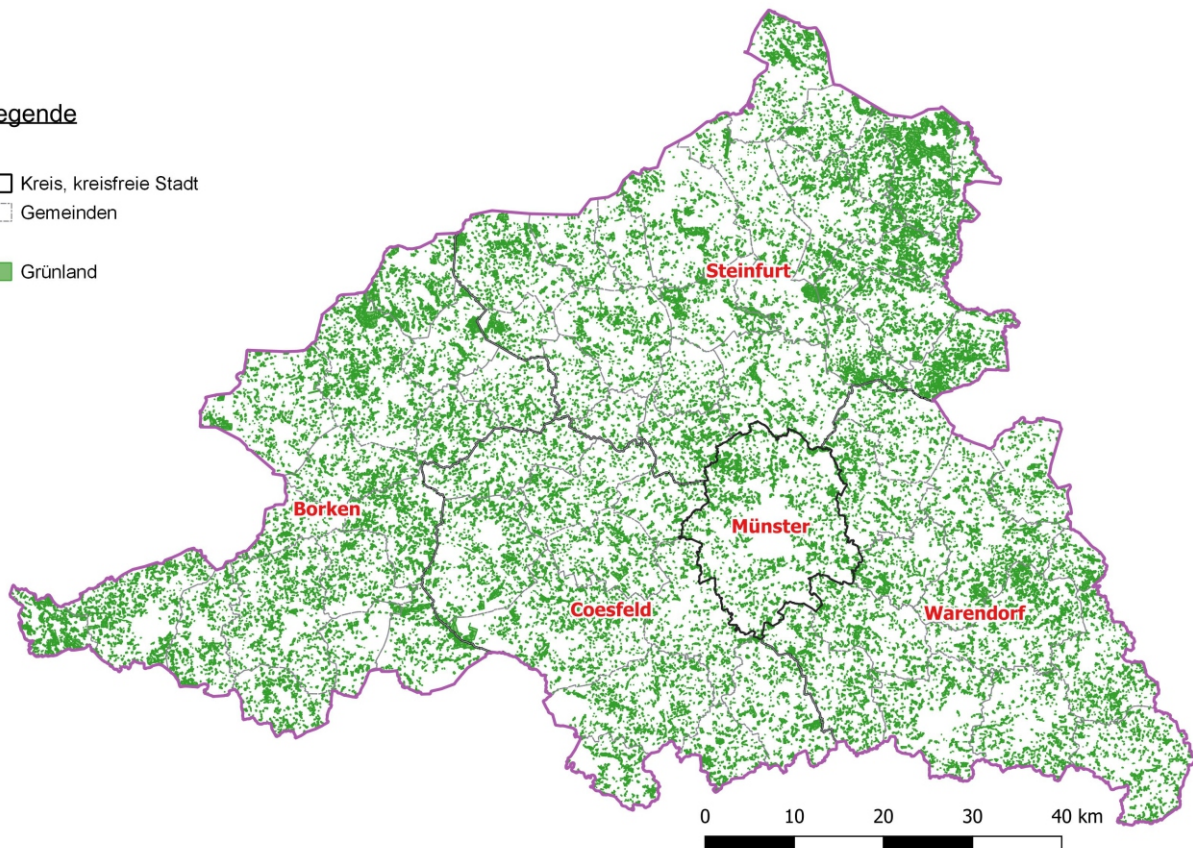 egende
Kreis, kreisfreie Stadt
Gemeinden
Grünland
Steinfurt
Borken
Münster
Coesfeld
Warendorf
0 10 20 30 40 km